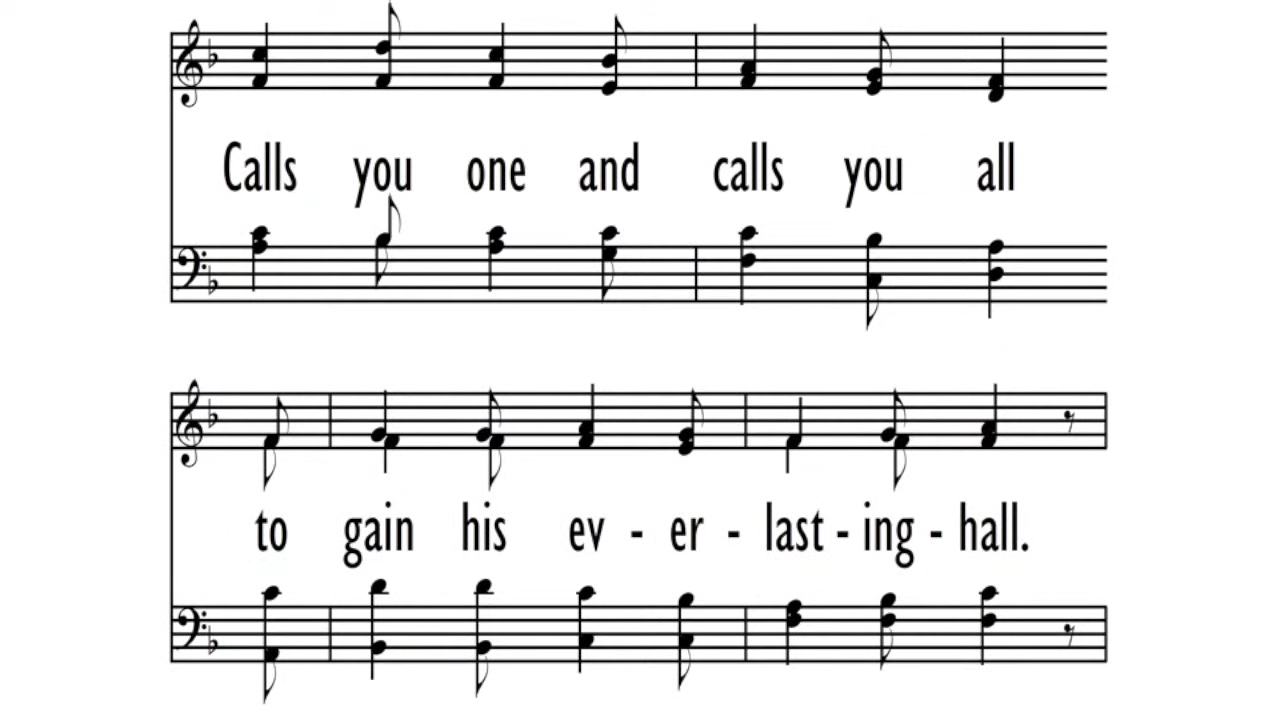 Calls you one and calls you all
to gain his ev - er - last - ing - hall.